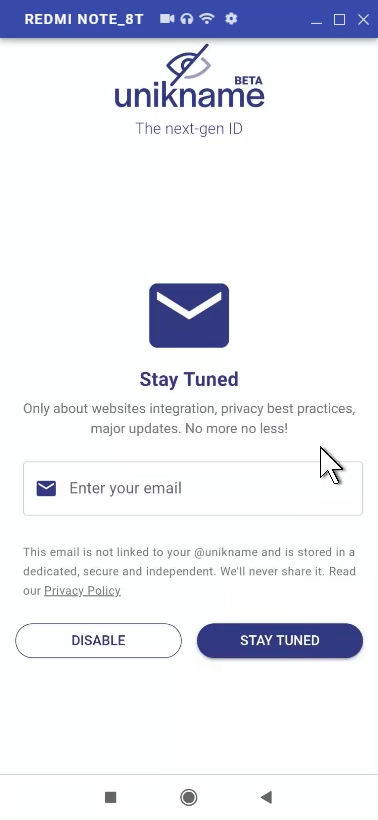 REDMI NOTE_8T
BETA
unikname
The next-gen ID
Stay Tuned
Only about websites integration, privacy best practices,
major updates. No more no less!
Enter your email
This email is not linked to your @unikname and is stored in a
dedicated, secure and independent. We'll never share it. Read
our Privacy Policy
DISABLE
STAY TUNED